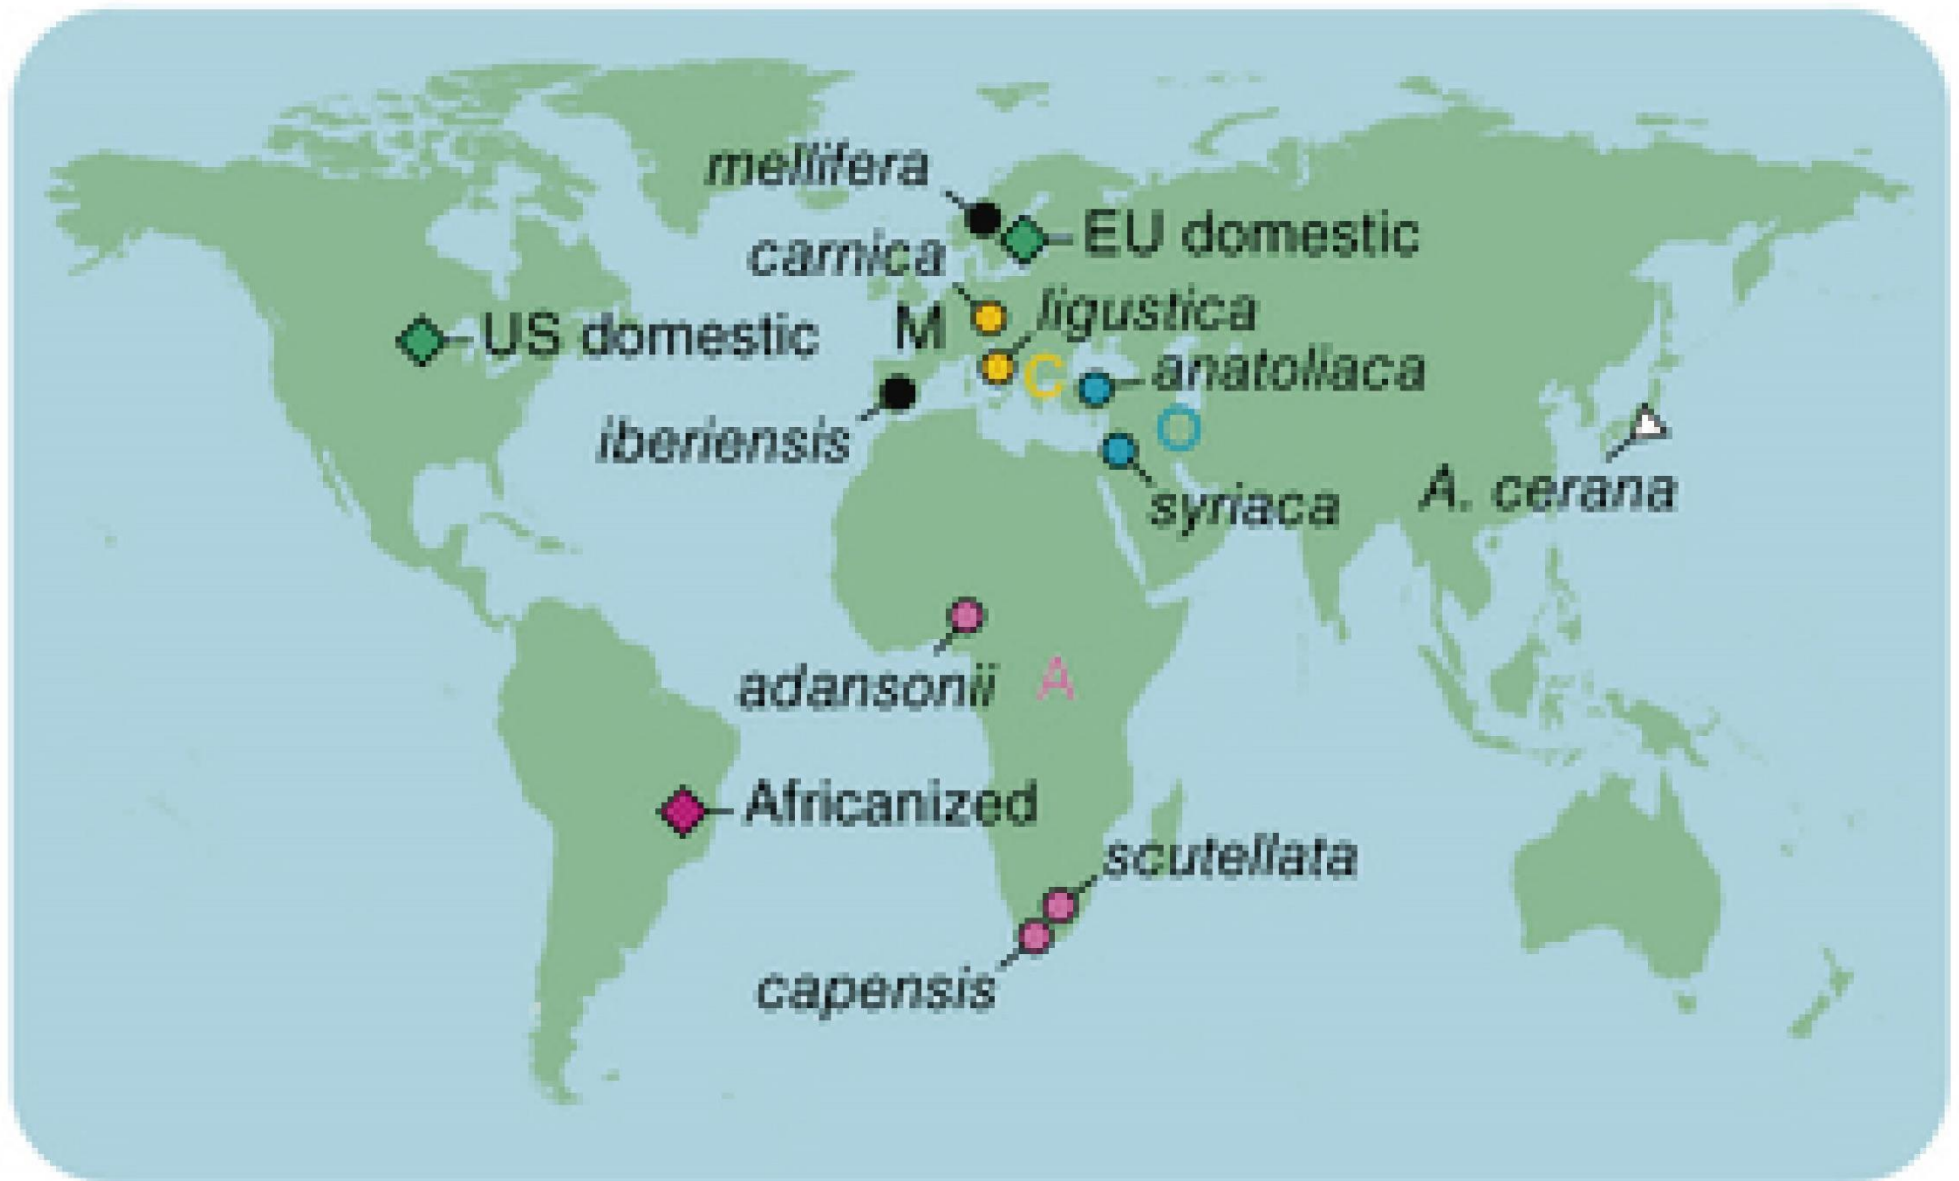 mellifera
EU domestic
carnica
ligustica
US domestic
M
C
anatoliaca
O
iberiensis
syriaca
A. cerana
adansonii
A
Africanized
scutellata
capensis